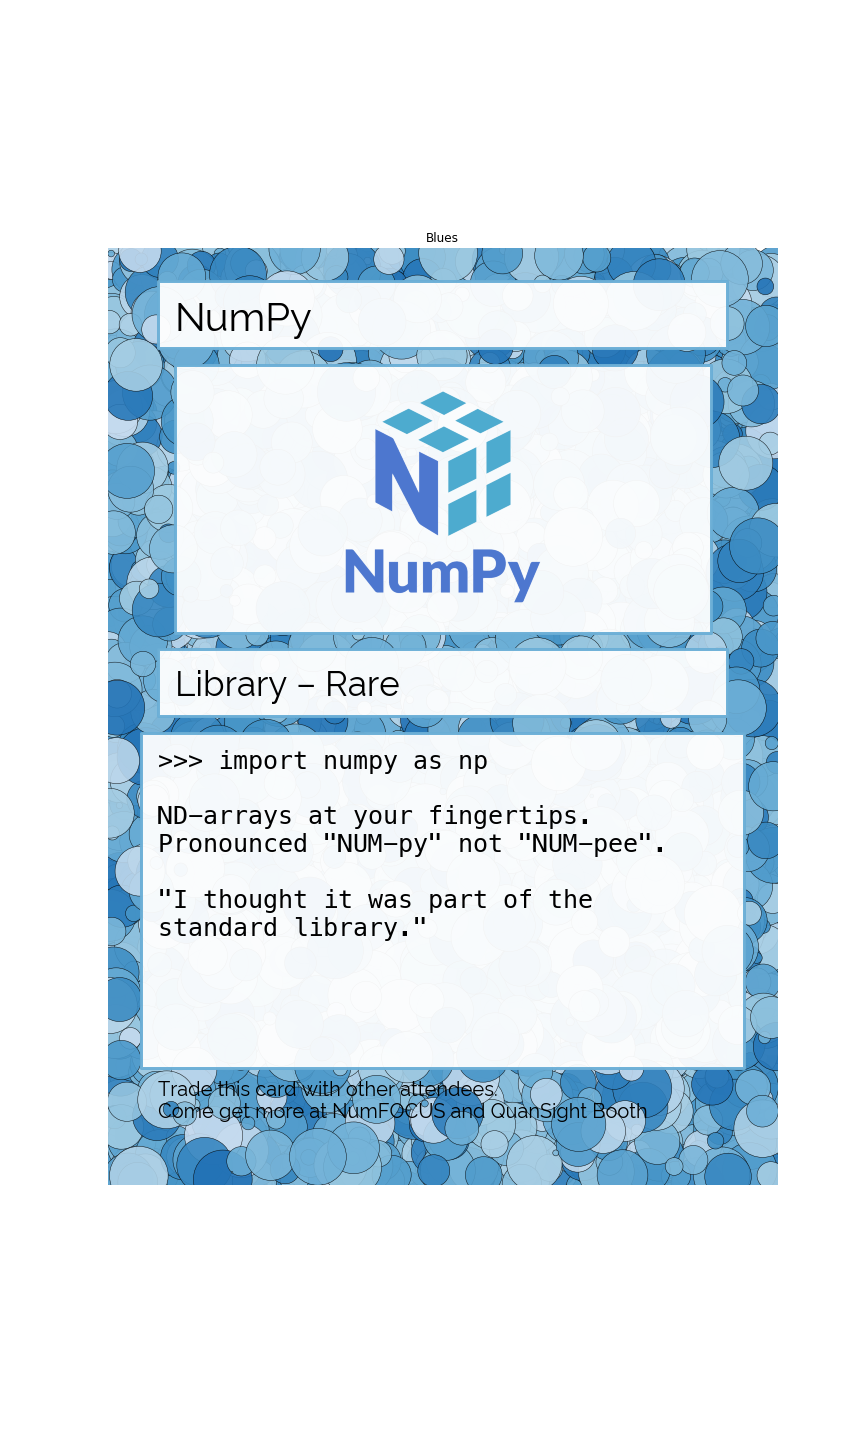 Blues
NumPy
NumPy
Library – Rare
>>> import numpy as np
ND-arrays at your fingertips.
Pronounced "NUM-py" not "NUM-pee".
"I thought it was part of the
standard library."
Trade this card with other attendees.
Come get more at NumFOCUS and QuanSight Booth